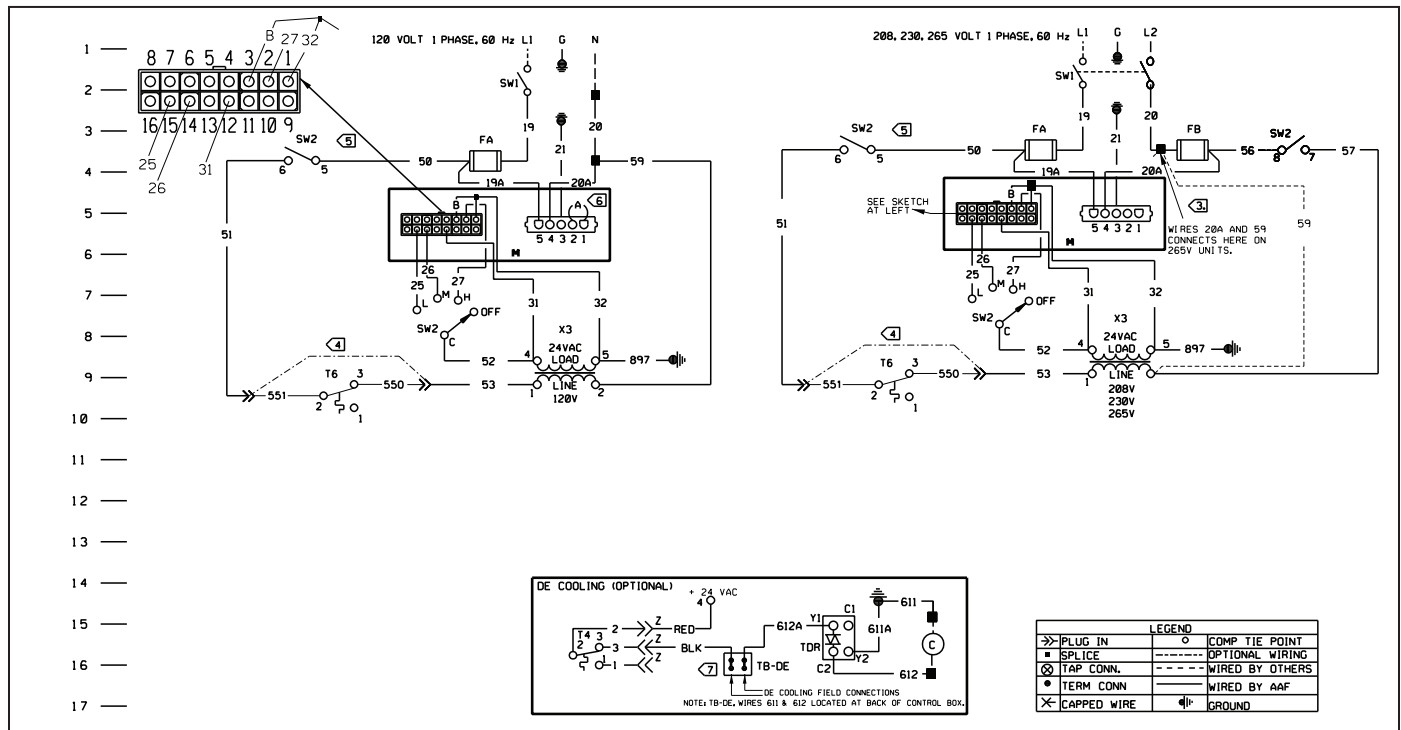 1
2
3
4
5
6
7
8
9
10
11
12
13
14
15
16
17
B 27 32
8 7 6 5 4 3 2 1
16 15 14 13 12 11 10 9
25
26
31
120 VOLT 1 PHASE, 60 Hz L1 G N
SW1
19
21
20
SW2
5
6 5
50
FA
59
19A
20A
51
B
A
6
5 4 3 2 1
M
25
26
27
L
M
H
OFF
SW2
C
31
32
X3
24VAC
4 LOAD 5
52
897
53
LINE
1 120V 2
4
T6 3
550
551
2
1
208, 230, 265 VOLT 1 PHASE, 60 Hz L1 G L2
SW1
19
21
20
SW2
5
6 5
50
FA
FB
56
SW2
8 7
57
19A
20A
51
SEE SKETCH
AT LEFT
B
5 4 3 2 1
M
3.
WIRES 20A AND 59
CONNECTS HERE ON
265V UNITS.
59
25
26
27
L
M
H
OFF
SW2
C
31
32
X3
24VAC
4 LOAD 5
52
897
53
1 LINE
208V
230V
265V
4
T6 3
550
551
2
1
DE COOLING (OPTIONAL)
+ 24 VAC
4
T4 3
2
1
2 Z RED
3 Z BLK
1 Z
7
TB-DE
612A
Y1 C1
TDR
C2 Y2
611A
611
612
C
DE COOLING FIELD CONNECTIONS
NOTE: TB-DE, WIRES 611 & 612 LOCATED AT BACK OF CONTROL BOX.
LEGEND
PLUG IN COMP TIE POINT
SPLICE OPTIONAL WIRING
TAP CONN. WIRED BY OTHERS
TERM CONN WIRED BY AAF
CAPPED WIRE GROUND